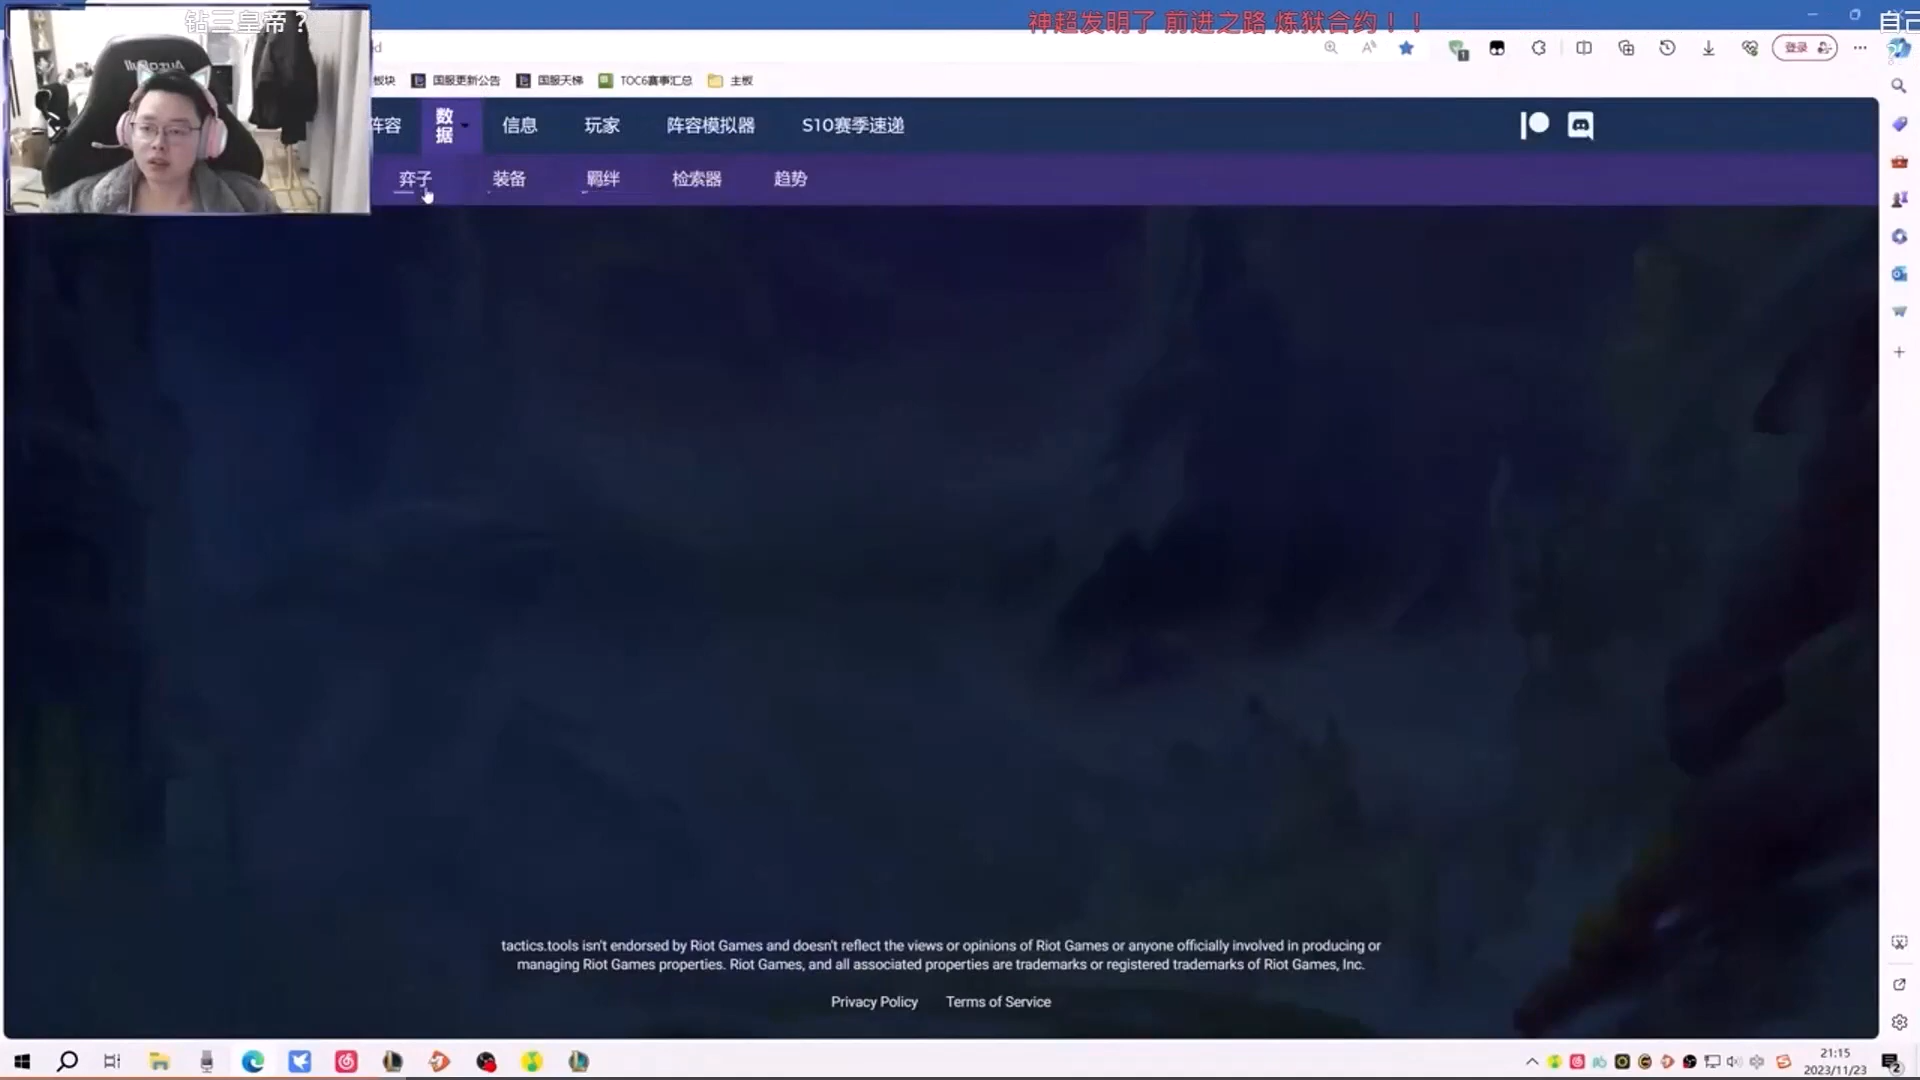 钻三皇帝？
神超发明了 前进之路 炼狱合约！！
自己
登录
板块
国服更新公告
国服天梯
TOC6赛事汇总
主板
阵容
数据
信息
玩家
阵容模拟器
S10赛季速递
弈子
装备
羁绊
检索器
趋势
tactics.tools isn't endorsed by Riot Games and doesn't reflect the views or opinions of Riot Games or anyone officially involved in producing or
managing Riot Games properties. Riot Games, and all associated properties are trademarks or registered trademarks of Riot Games, Inc.
Privacy Policy
Terms of Service
21:15
2023/11/23